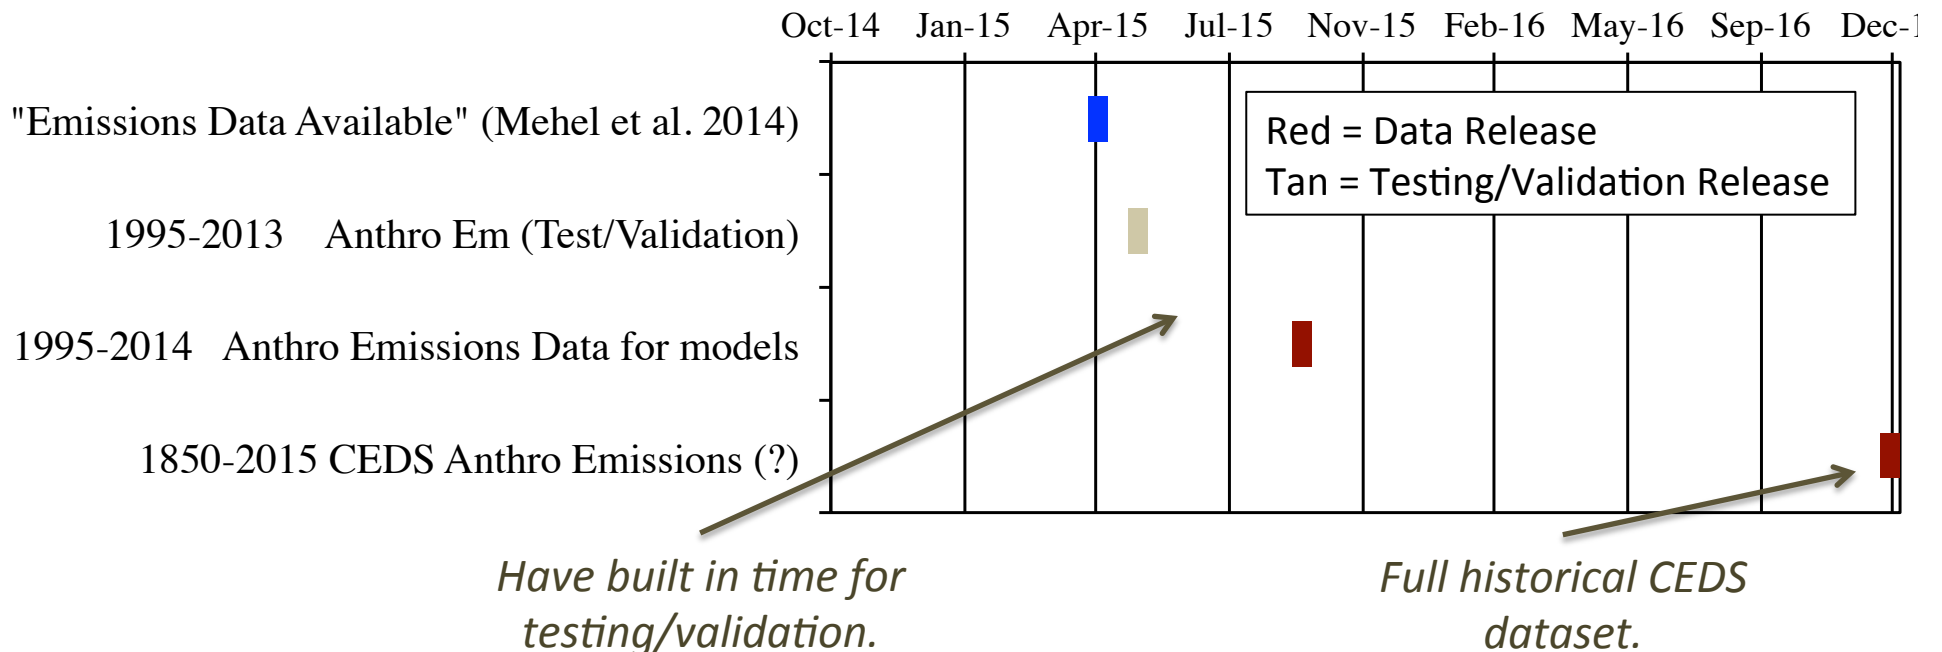 Oct-14 Jan-15 Apr-15 Jul-15 Nov-15 Feb-16 May-16 Sep-16 Dec-
"Emissions Data Available" (Mehel et al. 2014)
Red = Data Release
Tan = Testing/Validation Release
1995-2013 Anthro Em (Test/Validation)
1995-2014 Anthro Emissions Data for models
1850-2015 CEDS Anthro Emissions (?)
Have built in time for
testing/validation.
Full historical CEDS
dataset.